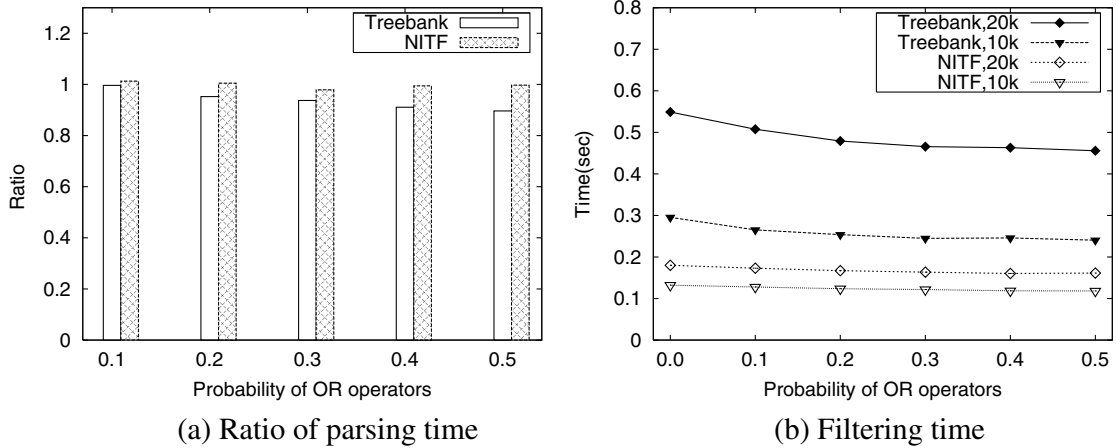 Treebank
NITF
1.2
1
0.8
0.6
0.4
0.2
0
Ratio
0.1 0.2 0.3 0.4 0.5
Probability of OR operators
(a) Ratio of parsing time
Treebank,20k
Treebank,10k
NITF,20k
NITF,10k
0.8
0.7
0.6
0.5
0.4
0.3
0.2
0.1
0
Time(sec)
0.0 0.1 0.2 0.3 0.4 0.5
Probability of OR operators
(b) Filtering time